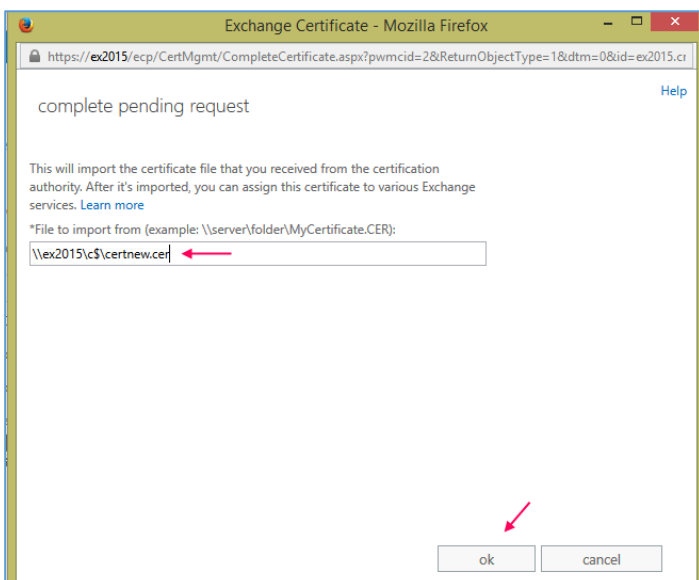 Exchange Certificate - Mozilla Firefox
https://ex2015/ecp/CertMgmt/CompleteCertificate.aspx?pwmcid=2&ReturnObjectType=1&dtm=0&id=ex2015.cr
Help
complete pending request
This will import the certificate file that you received from the certification
authority. After it's imported, you can assign this certificate to various Exchange
services. Learn more
*File to import from (example: \\server\folder\MyCertificate.CER):
\\ex2015\c$\certnew.cer
ok
cancel